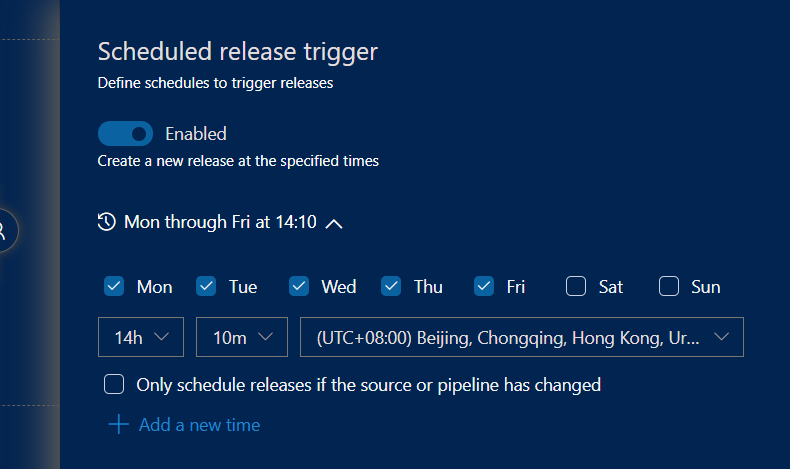 Scheduled release trigger
Define schedules to trigger releases
Enabled
Create a new release at the specified times
Mon through Fri at 14:10
Mon Tue Wed Thu Fri Sat Sun
14h 10m (UTC+08:00) Beijing, Chongqing, Hong Kong, Ur...
Only schedule releases if the source or pipeline has changed
Add a new time